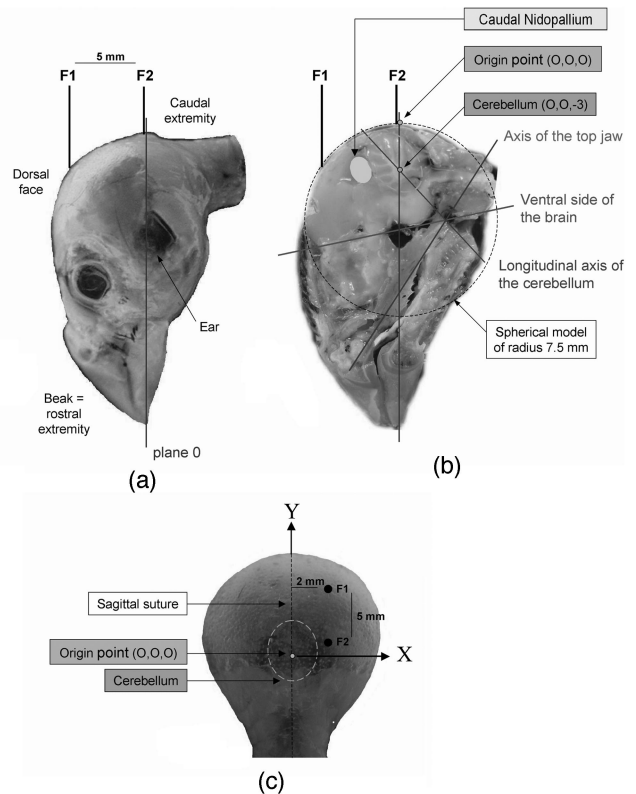 5 mm
F1
F2
Caudal
extremity
Dorsal
face
Ear
Beak =
rostral
extremity
plane 0
(a)
Caudal Nidopallium
Origin point (O,O,O)
F1
F2
Cerebellum (O,O,-3)
Axis of the top jaw
Ventral side of
the brain
Longitudinal axis of
the cerebellum
Spherical model
of radius 7.5 mm
(b)
Y
2 mm
F1
Sagittal suture
5 mm
F2
Origin point (O,O,O)
X
Cerebellum
(c)